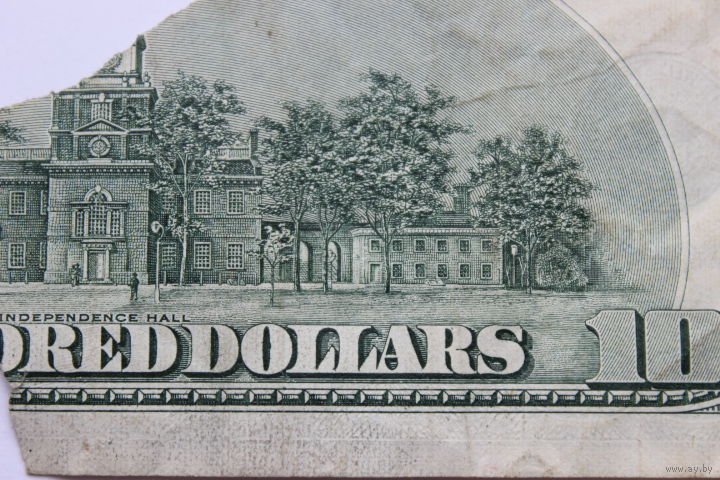 INDEPENDENCE HALL
DRED DOLLARS 10
www.ay.by